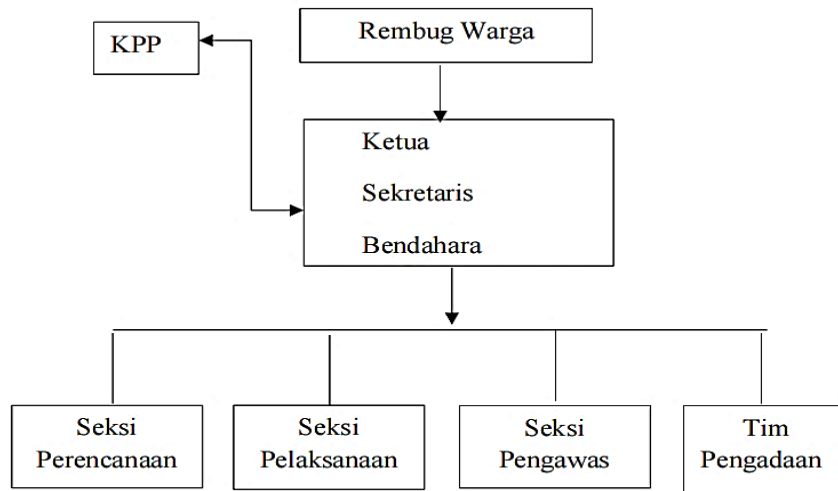 KPP
Rembug Warga
Ketua
Sekretaris
Bendahara
Seksi
Perencanaan
Seksi
Pelaksanaan
Seksi
Pengawas
Tim
Pengadaan